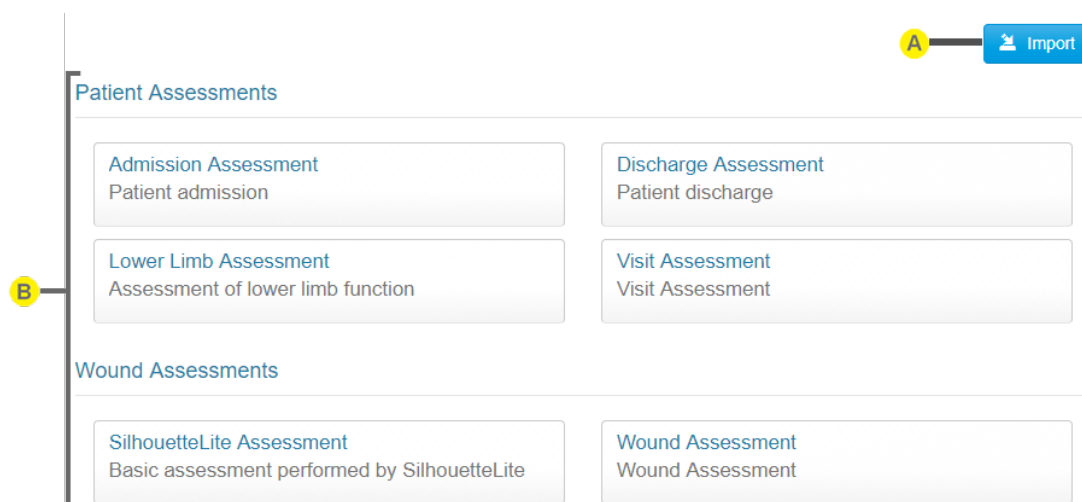 A
Import
Patient Assessments
Admission Assessment
Patient admission
Discharge Assessment
Patient discharge
Lower Limb Assessment
Assessment of lower limb function
Visit Assessment
Visit Assessment
B
Wound Assessments
SilhouetteLite Assessment
Basic assessment performed by SilhouetteLite
Wound Assessment
Wound Assessment